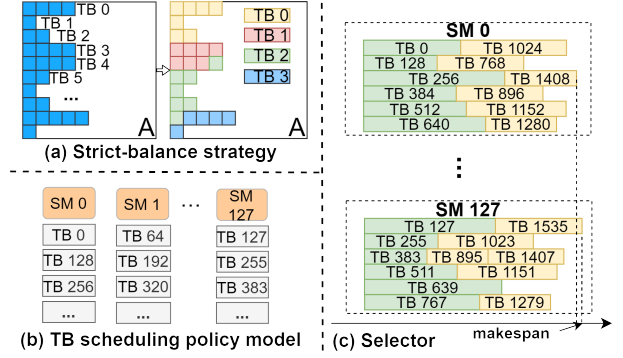 TB 0
TB 1
TB 2
TB 3
TB 4
TB 5
...
A
TB 0
TB 1
TB 2
TB 3
A
(a) Strict-balance strategy
SM 0
SM 1
...
SM 127
TB 0
TB 64
TB 127
TB 128
TB 192
TB 255
TB 256
TB 320
TB 383
...
...
...
(b) TB scheduling policy model
SM 0
TB 0
TB 1024
TB 128
TB 768
TB 256
TB 1408
TB 384
TB 896
TB 512
TB 1152
TB 640
TB 1280
...
SM 127
TB 127
TB 1535
TB 255
TB 1023
TB 383
TB 895
TB 1407
TB 511
TB 1151
TB 639
TB 767
TB 1279
makespan
(c) Selector